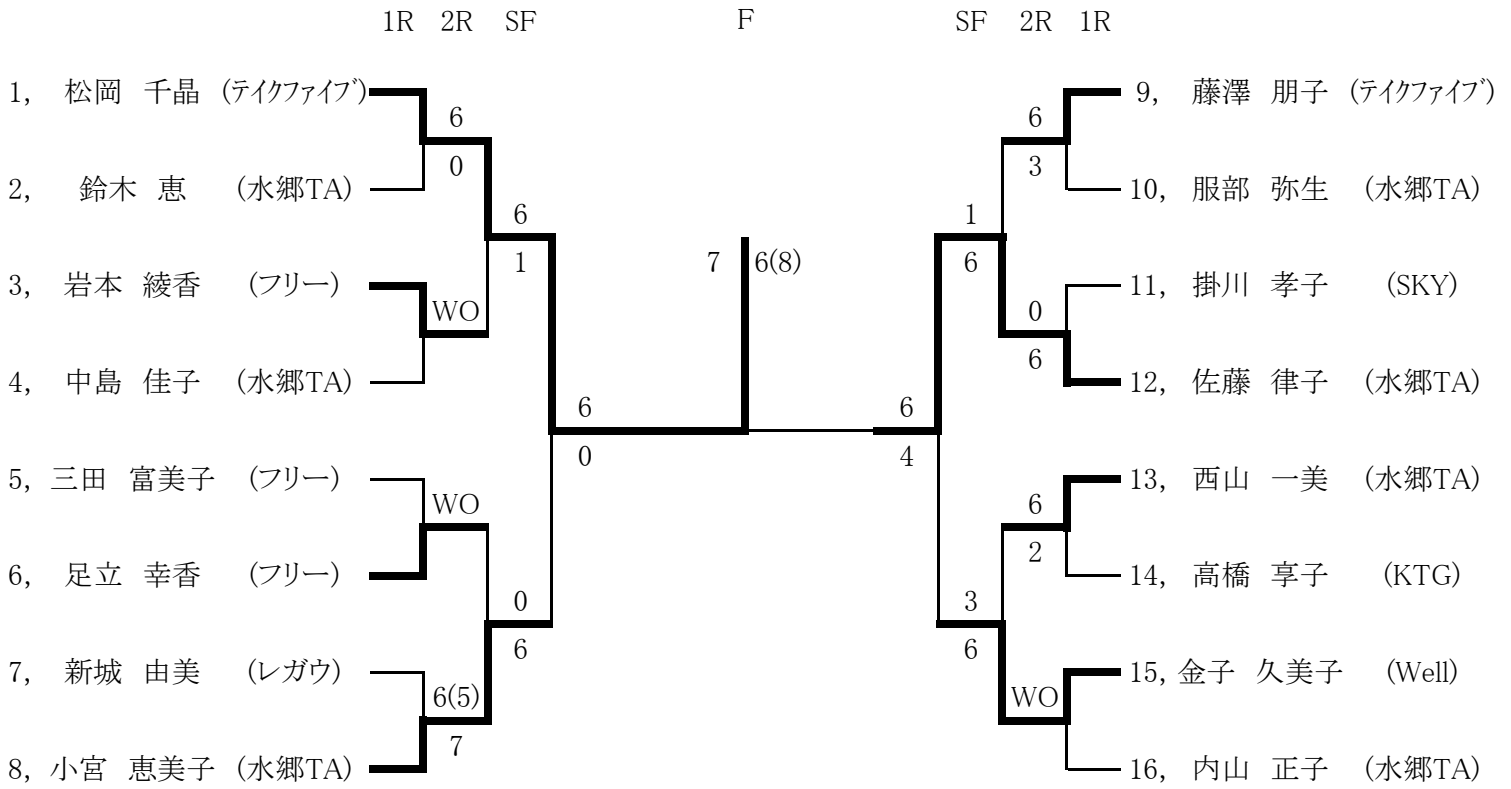 1R 2R SF F SF 2R 1R
1, 松岡 千晶 (テイクファイブ) 9, 藤澤 朋子 (テイクファイブ)
6 6
0 3
2, 鈴木 恵 (水郷TA) 10, 服部 弥生 (水郷TA)
6 1
1 7 6(8) 6
3, 岩本 綾香 (フリー) 11, 掛川 孝子 (SKY)
WO 0
6
4, 中島 佳子 (水郷TA) 12, 佐藤 律子 (水郷TA)
6 6
0 4
5, 三田 富美子 (フリー) 13, 西山 一美 (水郷TA)
WO 6
2
6, 足立 幸香 (フリー) 14, 高橋 享子 (KTG)
0 3
6 6
7, 新城 由美 (レガウ) 15, 金子 久美子 (Well)
6(5) WO
7
8, 小宮 恵美子 (水郷TA) 16, 内山 正子 (水郷TA)